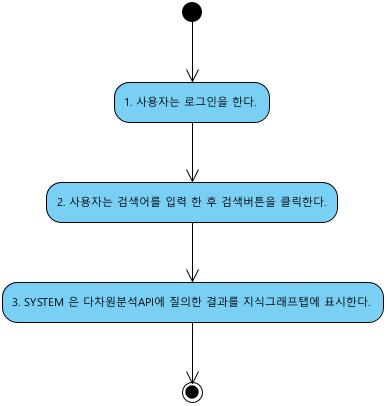 1. 사용자는 로그인을 한다.
2. 사용자는 검색어를 입력 한 후 검색버튼을 클릭한다.
3. SYSTEM 은 다차원분석API에 질의한 결과를 지식그래프탭에 표시한다.